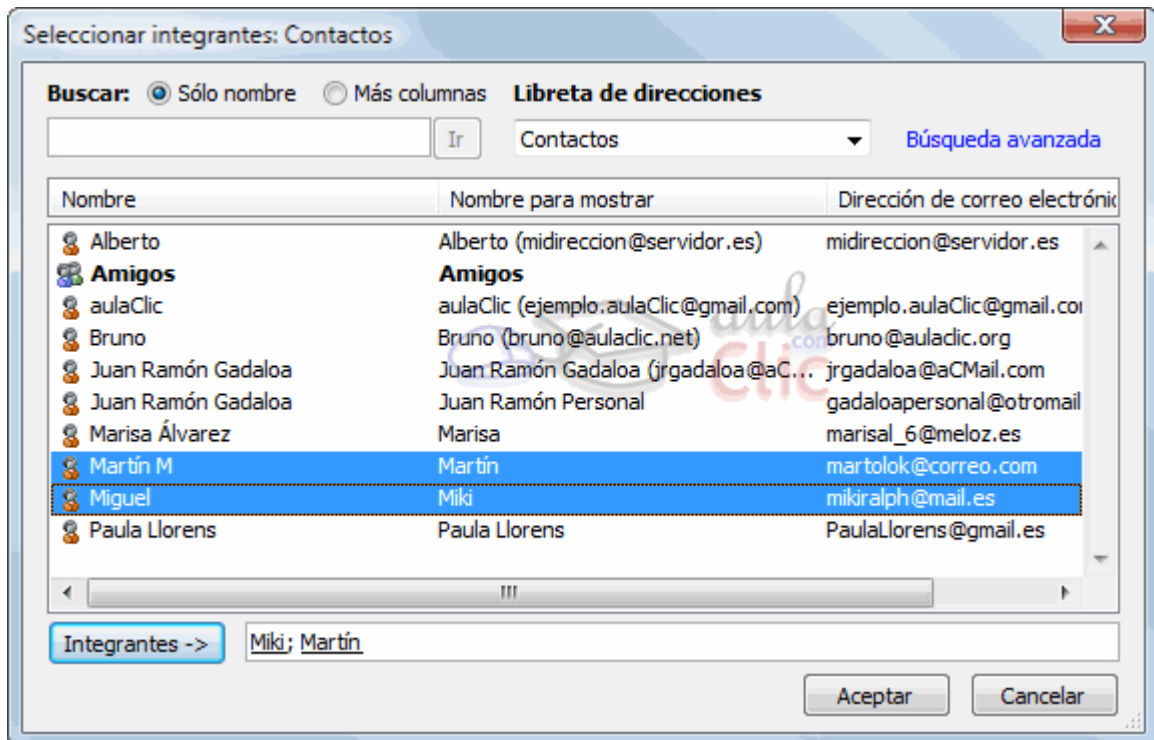 Seleccionar integrantes: Contactos
Buscar: Sólo nombre Más columnas Libreta de direcciones
Ir Contactos Búsqueda avanzada
Nombre Nombre para mostrar Dirección de correo electrónic
Alberto Alberto (midireccion@servidor.es) midireccion@servidor.es
Amigos Amigos
aulaClic aulaClic (ejemplo.aulaClic@gmail.com) ejemplo.aulaClic@gmail.co
Bruno Bruno (bruno@aulaclic.net) bruno@aulaclic.org
Juan Ramón Gadaloa Juan Ramón Gadaloa (jrgadaloa@aC... jrgadaloa@aCMail.com
Juan Ramón Gadaloa Juan Ramón Personal gadaloapersonal@otromail
Marisa Álvarez Marisa marisal_6@meloz.es
Martín M Martín martolok@correo.com
Miguel Miki mikiralph@mail.es
Paula Llorens Paula Llorens PaulaLlorens@gmail.es
Integrantes -> Miki; Martín
Aceptar Cancelar
aula
Clic
com